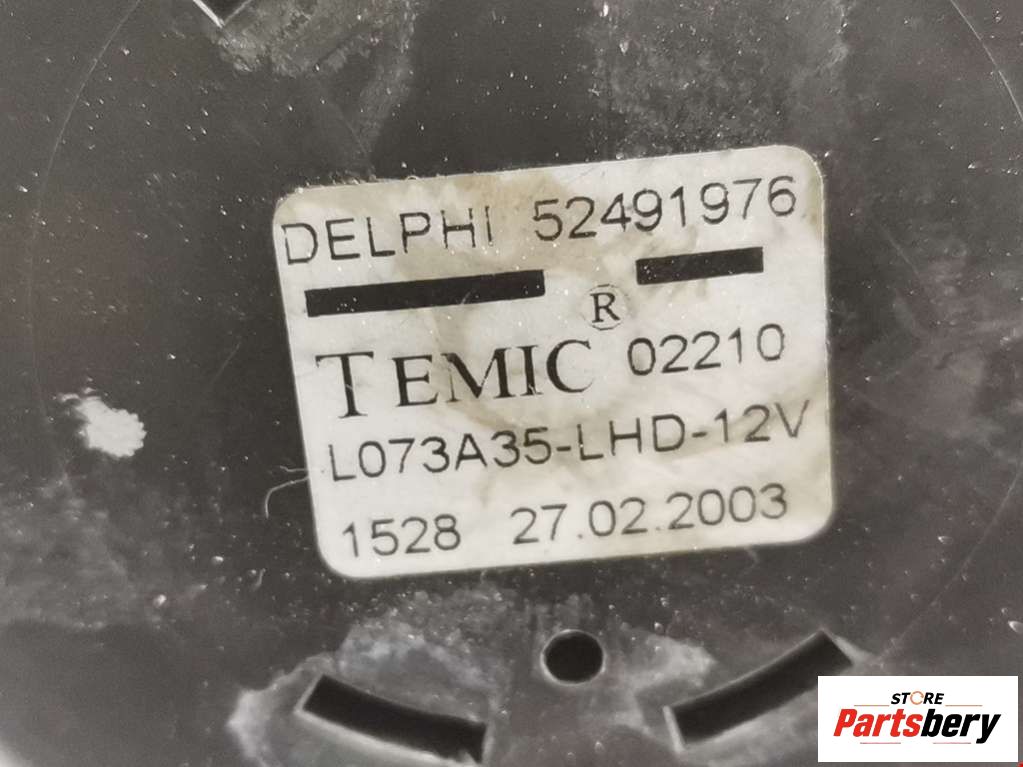 DELPHI 52491976
TEMIC® 02210
L073A35-LHD-12V
1528 27.02.2003
STORE
Partsbery